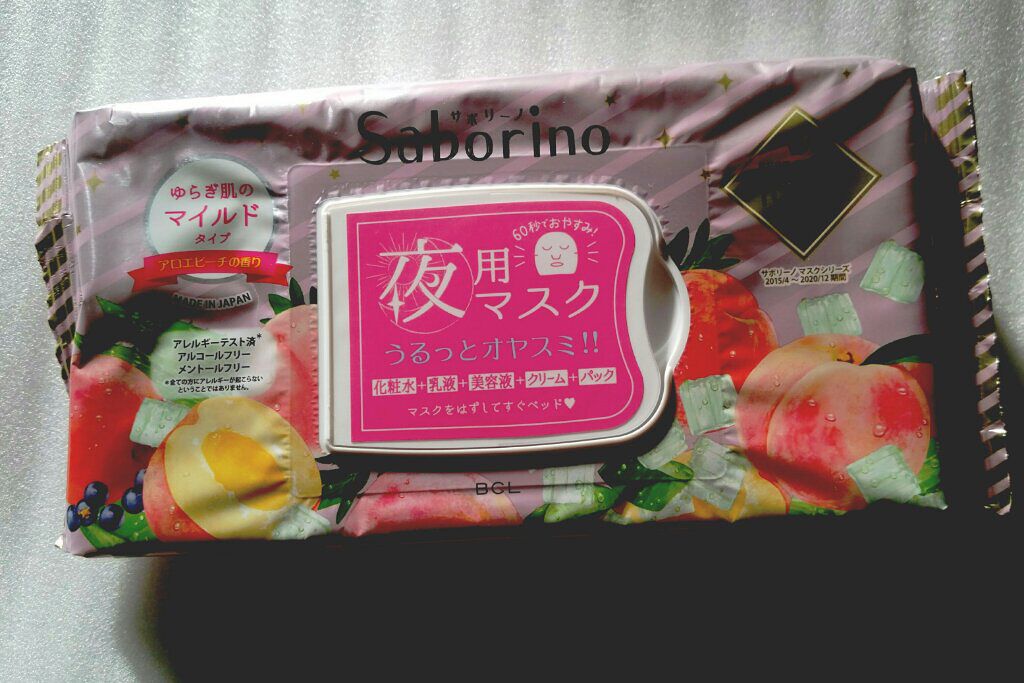 サボリーノ
Saborino
ゆらぎ肌の
マイルド
タイプ
アロエピーチの香り
MADE IN JAPAN
アレルギーテスト済*
アルコールフリー
メントールフリー
*全ての方にアレルギーが起こらない
ということではありません。
60秒でおやすみ!
夜用
マスク
うるっとオヤスミ!!
化粧水+乳液+美容液+クリーム+パック
マスクをはずしてすぐベッド♥
サボリーノ マスクシリーズ
2015/4 ~ 2020/12 期間
BCL